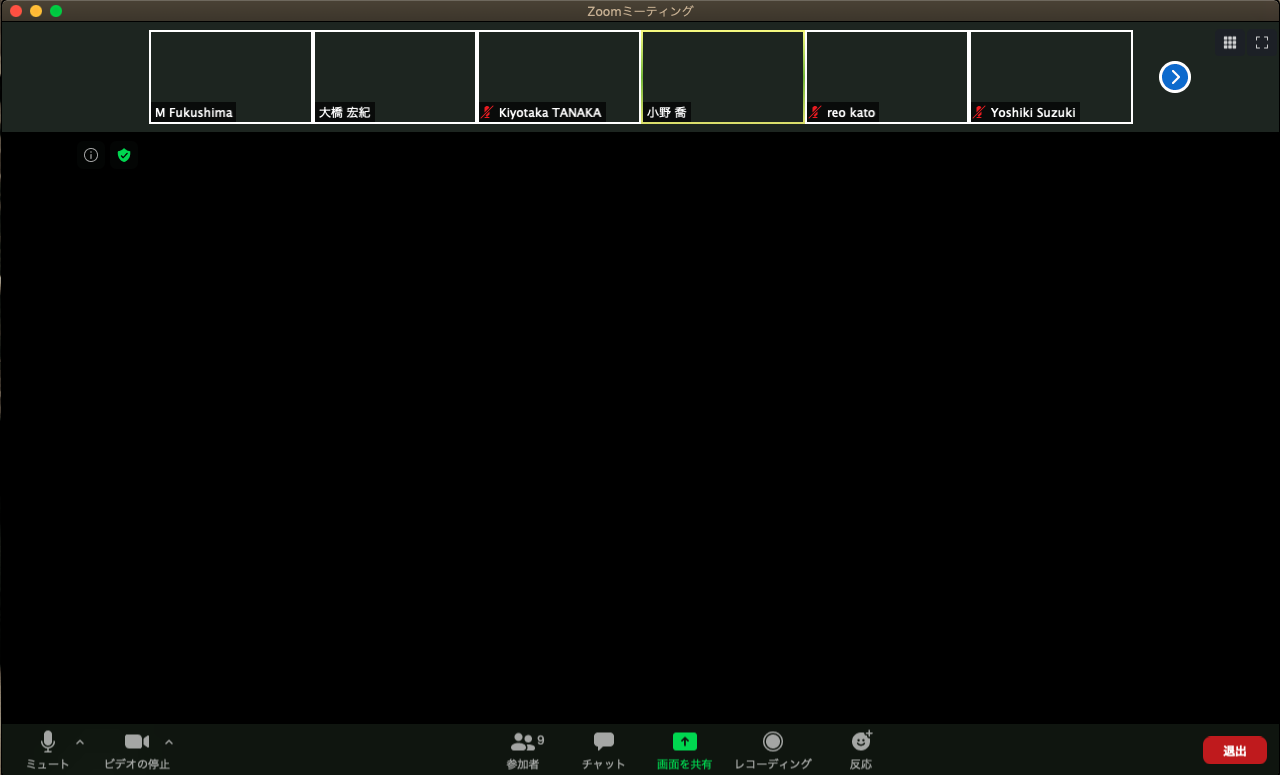 Zoomミーティング
M Fukushima
大橋 宏紀
Kiyotaka TANAKA
小野 喬
reo kato
Yoshiki Suzuki
ミュート
ビデオの停止
9
参加者
チャット
画面を共有
レコーディング
反応
退出